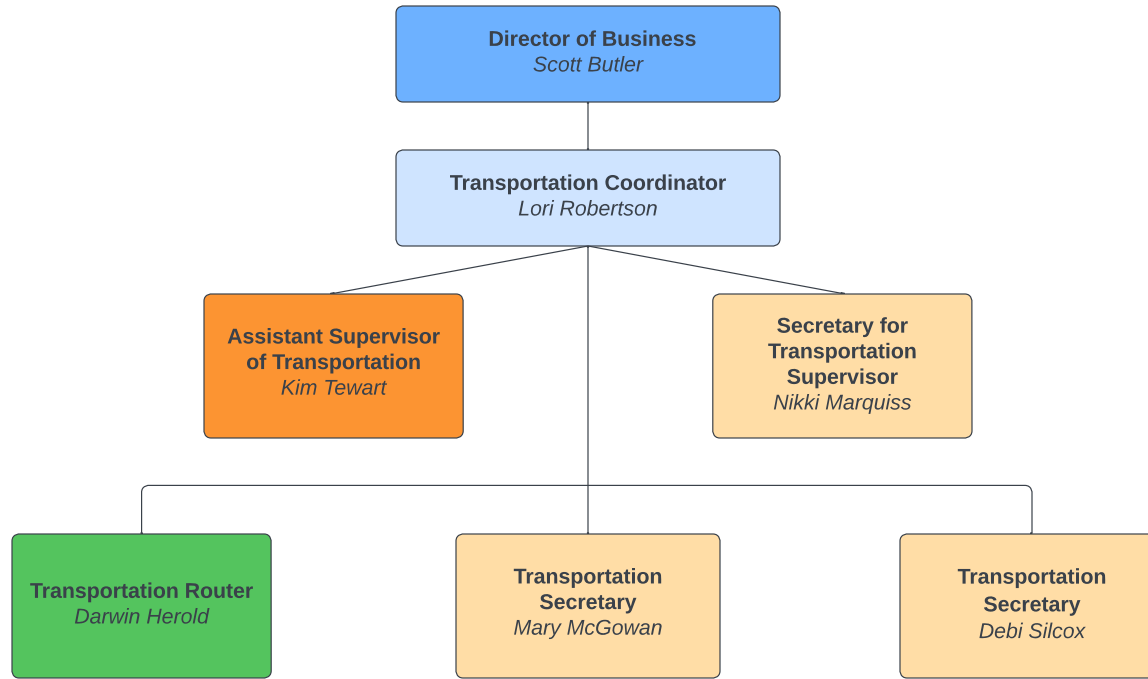 Director of Business
Scott Butler
Transportation Coordinator
Lori Robertson
Assistant Supervisor
of Transportation
Kim Tewart
Secretary for
Transportation
Supervisor
Nikki Marquiss
Transportation Router
Darwin Herold
Transportation
Secretary
Mary McGowan
Transportation
Secretary
Debi Silcox